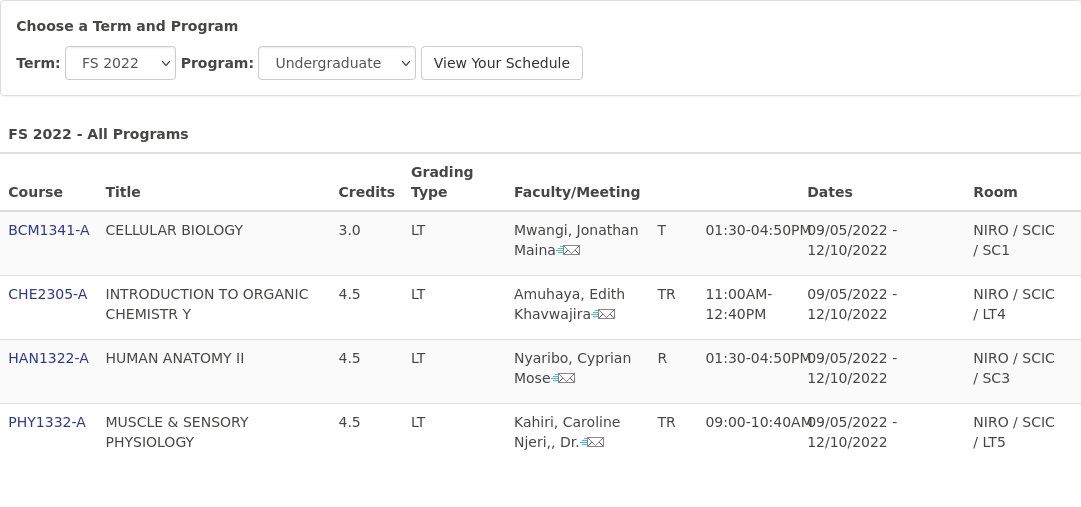 Choose a Term and Program
Term: FS 2022 Program: Undergraduate View Your Schedule
FS 2022 - All Programs
Grading
Course Title Credits Type Faculty/Meeting Dates Room
BCM1341-A CELLULAR BIOLOGY 3.0 LT Mwangi, Jonathan T 01:30-04:50PM 09/05/2022 - NIRO / SCIC
Maina 12/10/2022 / SC1
CHE2305-A INTRODUCTION TO ORGANIC 4.5 LT Amuhaya, Edith TR 11:00AM- 09/05/2022 - NIRO / SCIC
CHEMISTR Y Khavwajira 12:40PM 12/10/2022 / LT4
HAN1322-A HUMAN ANATOMY II 4.5 LT Nyaribo, Cyprian R 01:30-04:50PM 09/05/2022 - NIRO / SCIC
Mose 12/10/2022 / SC3
PHY1332-A MUSCLE & SENSORY 4.5 LT Kahiri, Caroline TR 09:00-10:40AM 09/05/2022 - NIRO / SCIC
PHYSIOLOGY Njeri,, Dr. 12/10/2022 / LT5